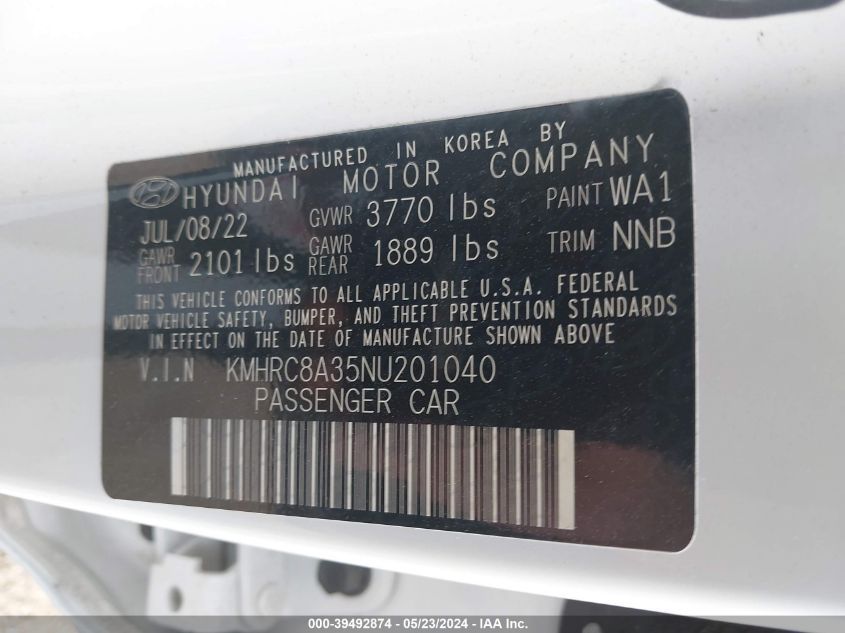 MANUFACTURED IN KOREA BY
HYUNDAI MOTOR COMPANY
JUL/08/22 GVWR 3770 lbs PAINT WA1
GAWR FRONT 2101 lbs GAWR REAR 1889 lbs TRIM NNB
THIS VEHICLE CONFORMS TO ALL APPLICABLE U.S.A. FEDERAL
MOTOR VEHICLE SAFETY, BUMPER, AND THEFT PREVENTION STANDARDS
IN EFFECT ON THE DATE OF MANUFACTURE SHOWN ABOVE
V.I.N KMHRC8A35NU201040
PASSENGER CAR
000-39492874 - 05/23/2024 - IAA Inc.